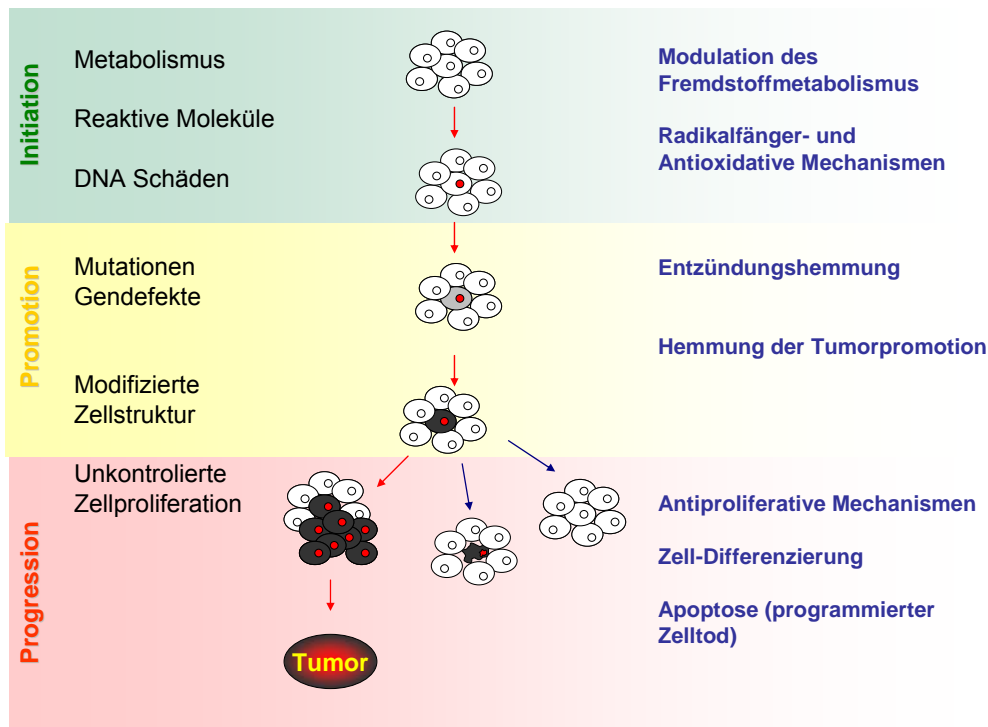 Initiation
Metabolismus
Reaktive Moleküle
DNA Schäden
Modulation des
Fremdstoffmetabolismus
Radikalfänger- und
Antioxidative Mechanismen
Promotion
Mutationen
Gendefekte
Modifizierte
Zellstruktur
Entzündungshemmung
Hemmung der Tumorpromotion
Progression
Unkontrolierte
Zellproliferation
Tumor
Antiproliferative Mechanismen
Zell-Differenzierung
Apoptose (programmierter
Zelltod)